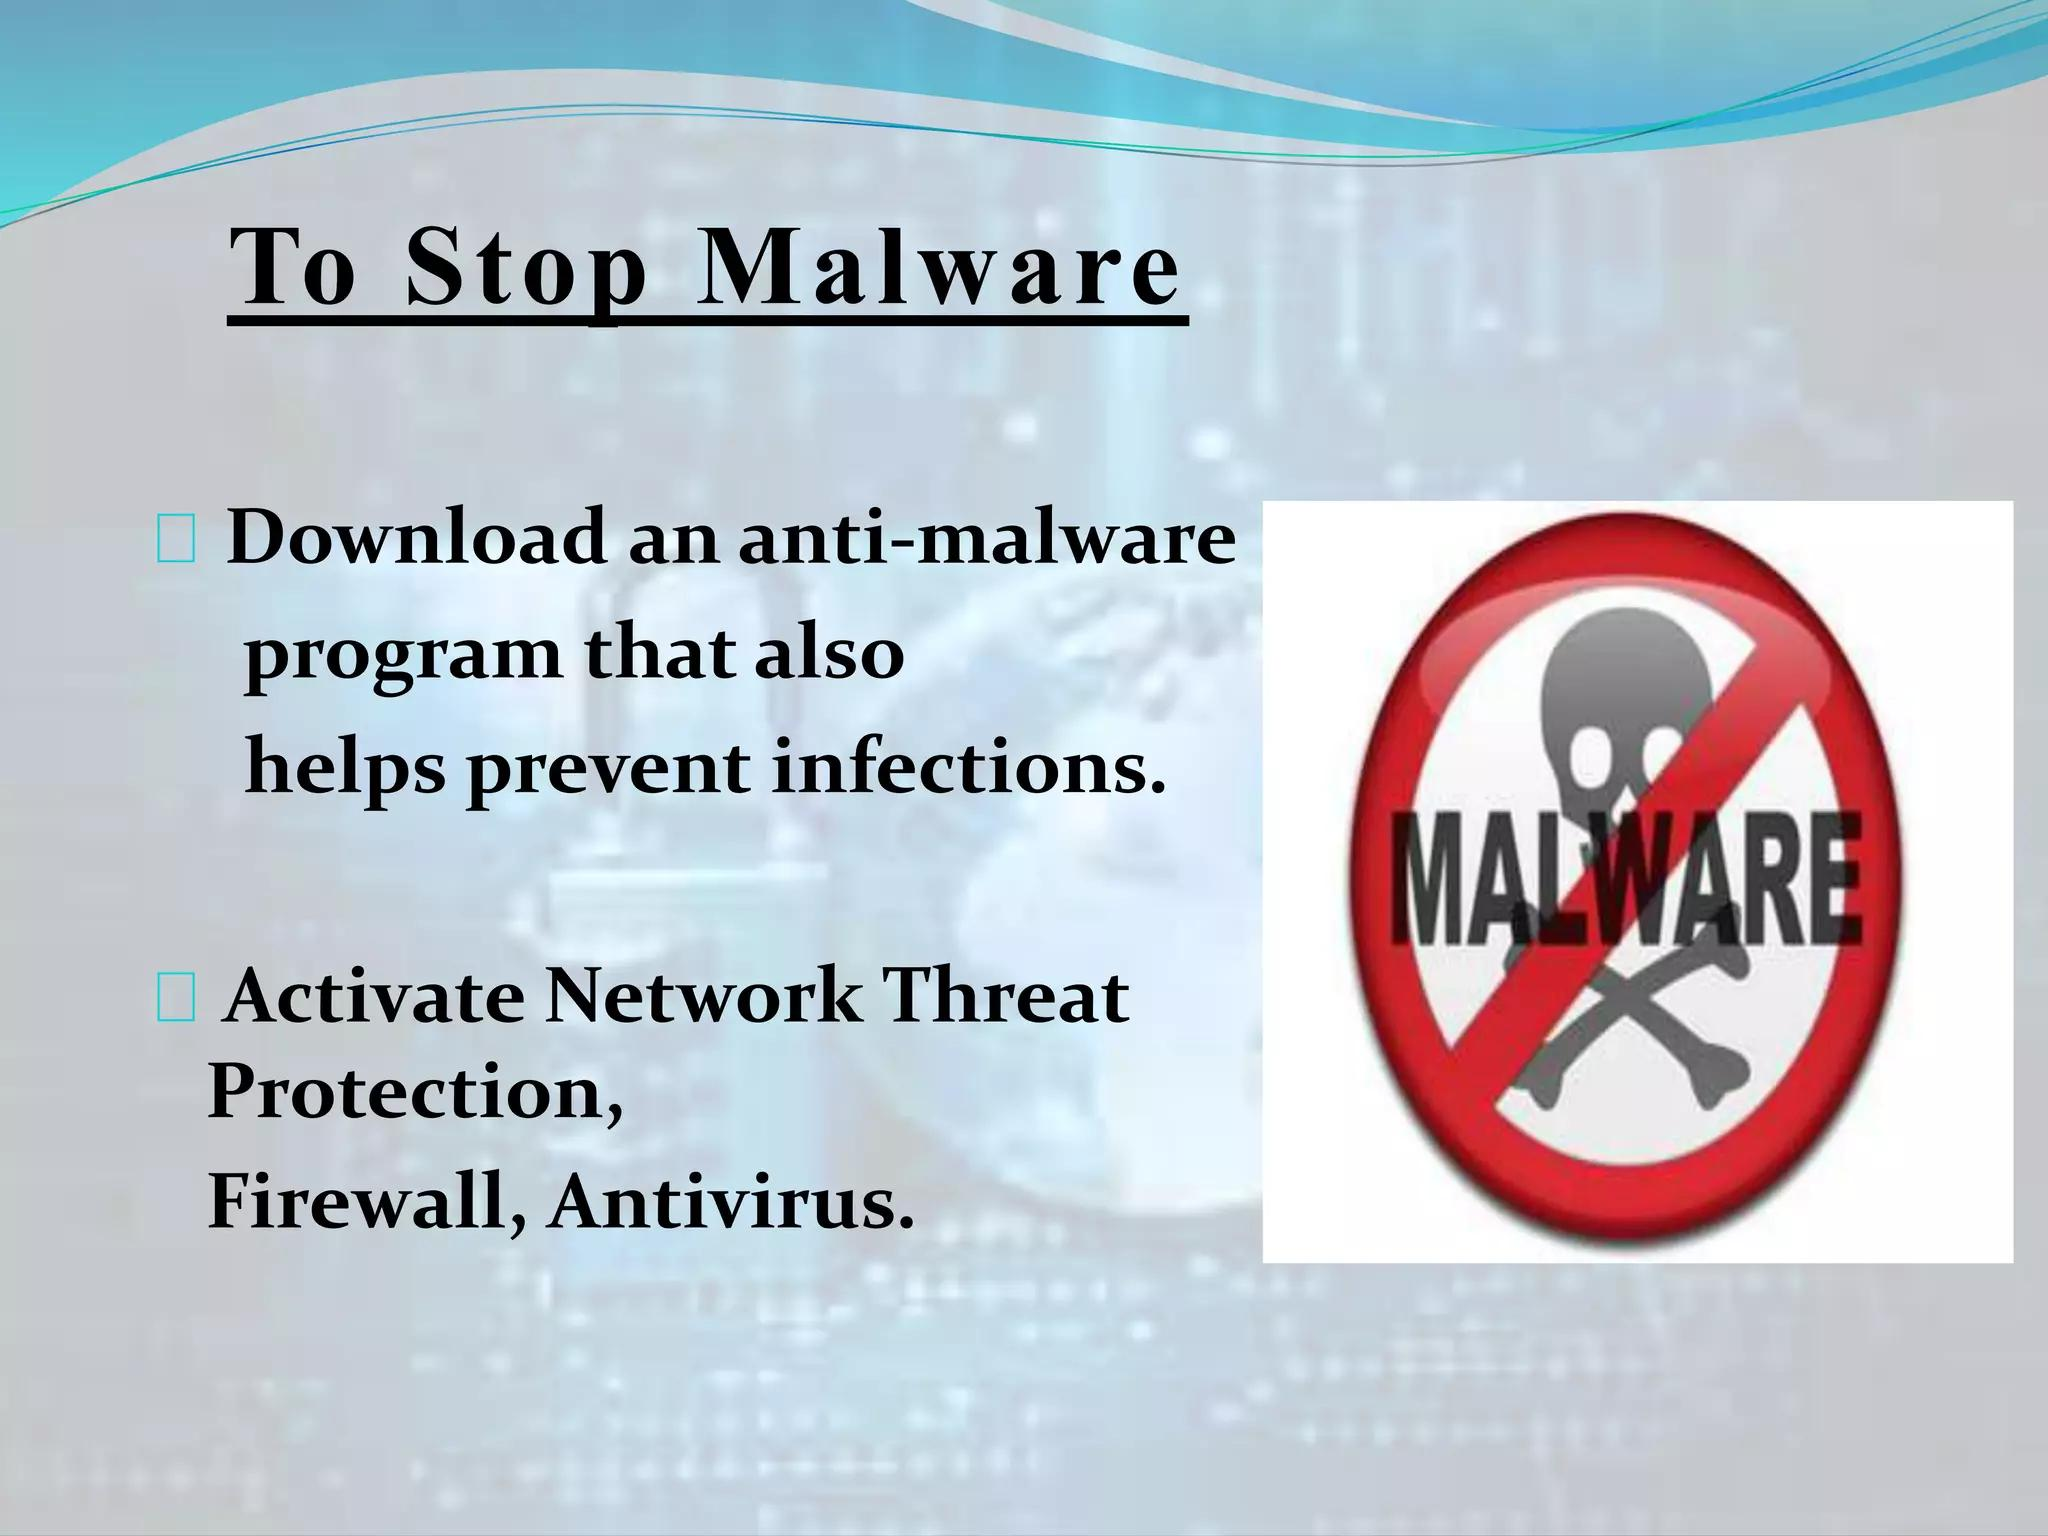 To Stop Malware
Download an anti-malware
program that also
helps prevent infections.
MALWARE
Activate Network Threat
Protection,
Firewall, Antivirus.